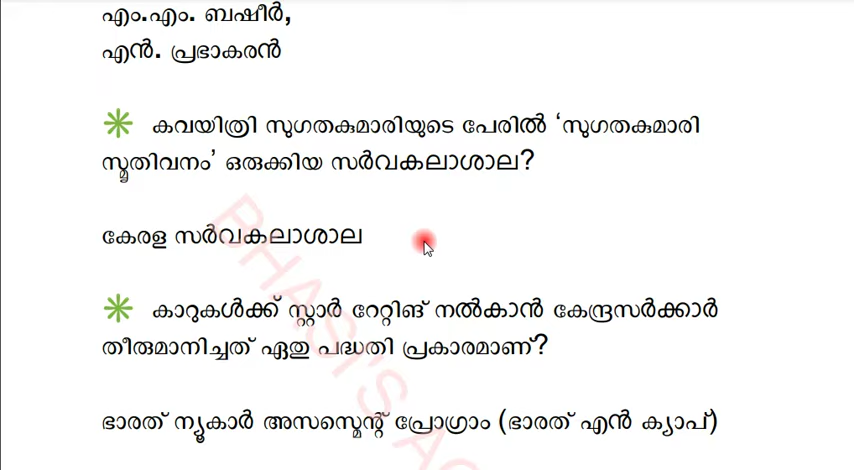 എം.എം. ബഷീർ,
എൻ. പ്രഭാകരൻ
✳️ കവയിത്രി സുഗതകുമാരിയുടെ പേരിൽ ‘സുഗതകുമാരി
സ്മൃതിവനം’ ഒരുക്കിയ സർവകലാശാല?
കേരള സർവകലാശാല
✳️ കാറുകൾക്ക് സ്റ്റാർ റേറ്റിങ് നൽകാൻ കേന്ദ്രസർക്കാർ
തീരുമാനിച്ചത് ഏതു പദ്ധതി പ്രകാരമാണ്?
ഭാരത് ന്യൂകാർ അസസ്മെന്റ് പ്രോഗ്രാം (ഭാരത് എൻ ക്യാപ്)
BHASI'S